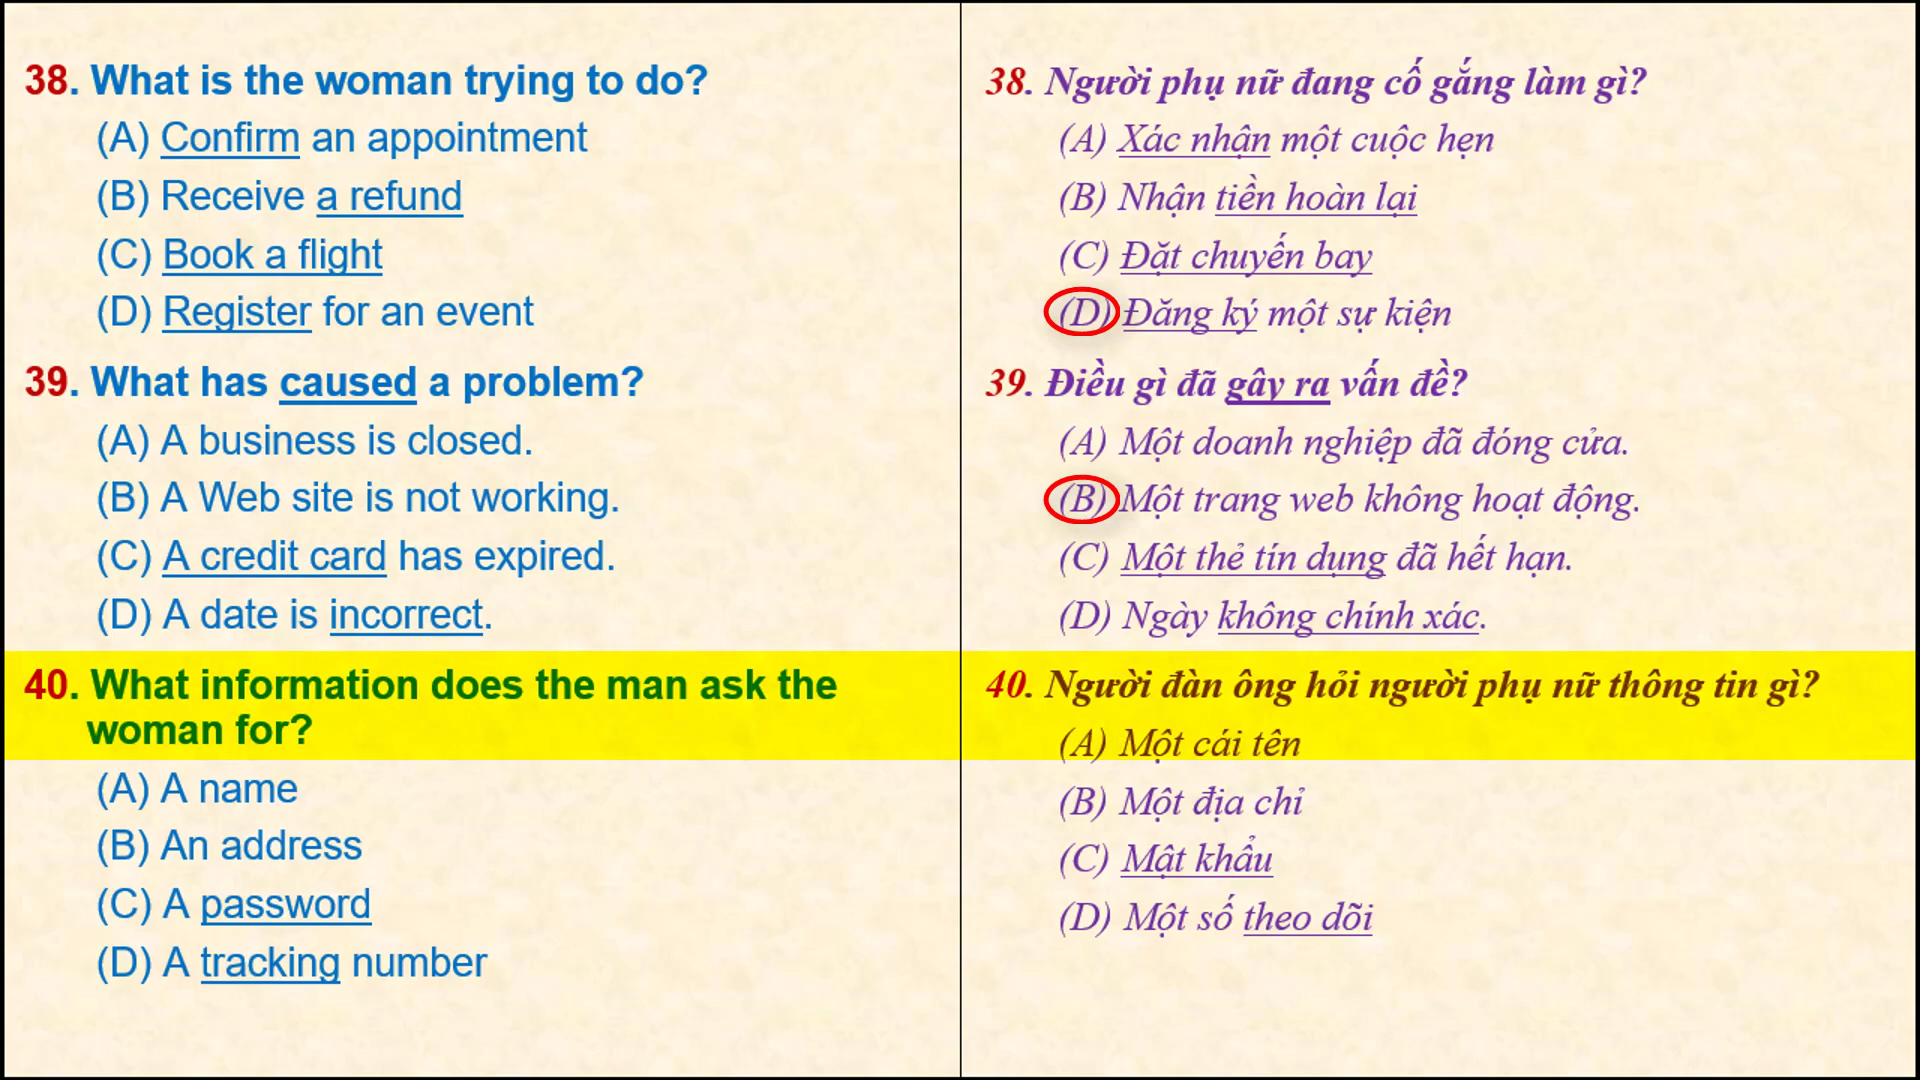 38. What is the woman trying to do?
(A) Confirm an appointment
(B) Receive a refund
(C) Book a flight
(D) Register for an event
39. What has caused a problem?
(A) A business is closed.
(B) A Web site is not working.
(C) A credit card has expired.
(D) A date is incorrect.
40. What information does the man ask the
woman for?
(A) A name
(B) An address
(C) A password
(D) A tracking number
38. Người phụ nữ đang cố gắng làm gì?
(A) Xác nhận một cuộc hẹn
(B) Nhận tiền hoàn lại
(C) Đặt chuyến bay
(D) Đăng ký một sự kiện
39. Điều gì đã gây ra vấn đề?
(A) Một doanh nghiệp đã đóng cửa.
(B) Một trang web không hoạt động.
(C) Một thẻ tín dụng đã hết hạn.
(D) Ngày không chính xác.
40. Người đàn ông hỏi người phụ nữ thông tin gì?
(A) Một cái tên
(B) Một địa chỉ
(C) Mật khẩu
(D) Một số theo dõi